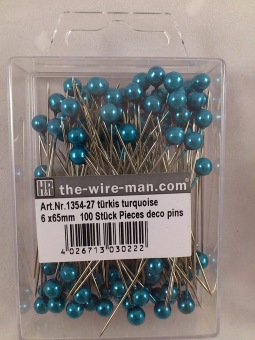 H&R the-wire-man.com®
Art.Nr.1354-27 türkis turquoise
6 x65mm 100 Stück Pieces deco pins
4 026713 030222